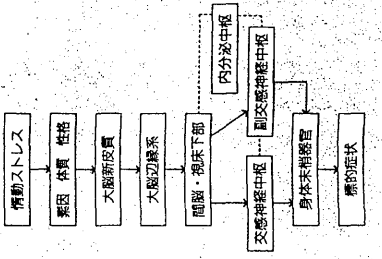 情動ストレス
素因 体質 性格
大脳新皮質
大脳辺縁系
間脳・視床下部
内分泌中枢
交感神経中枢
副交感神経中枢
身体末梢器官
標的症状